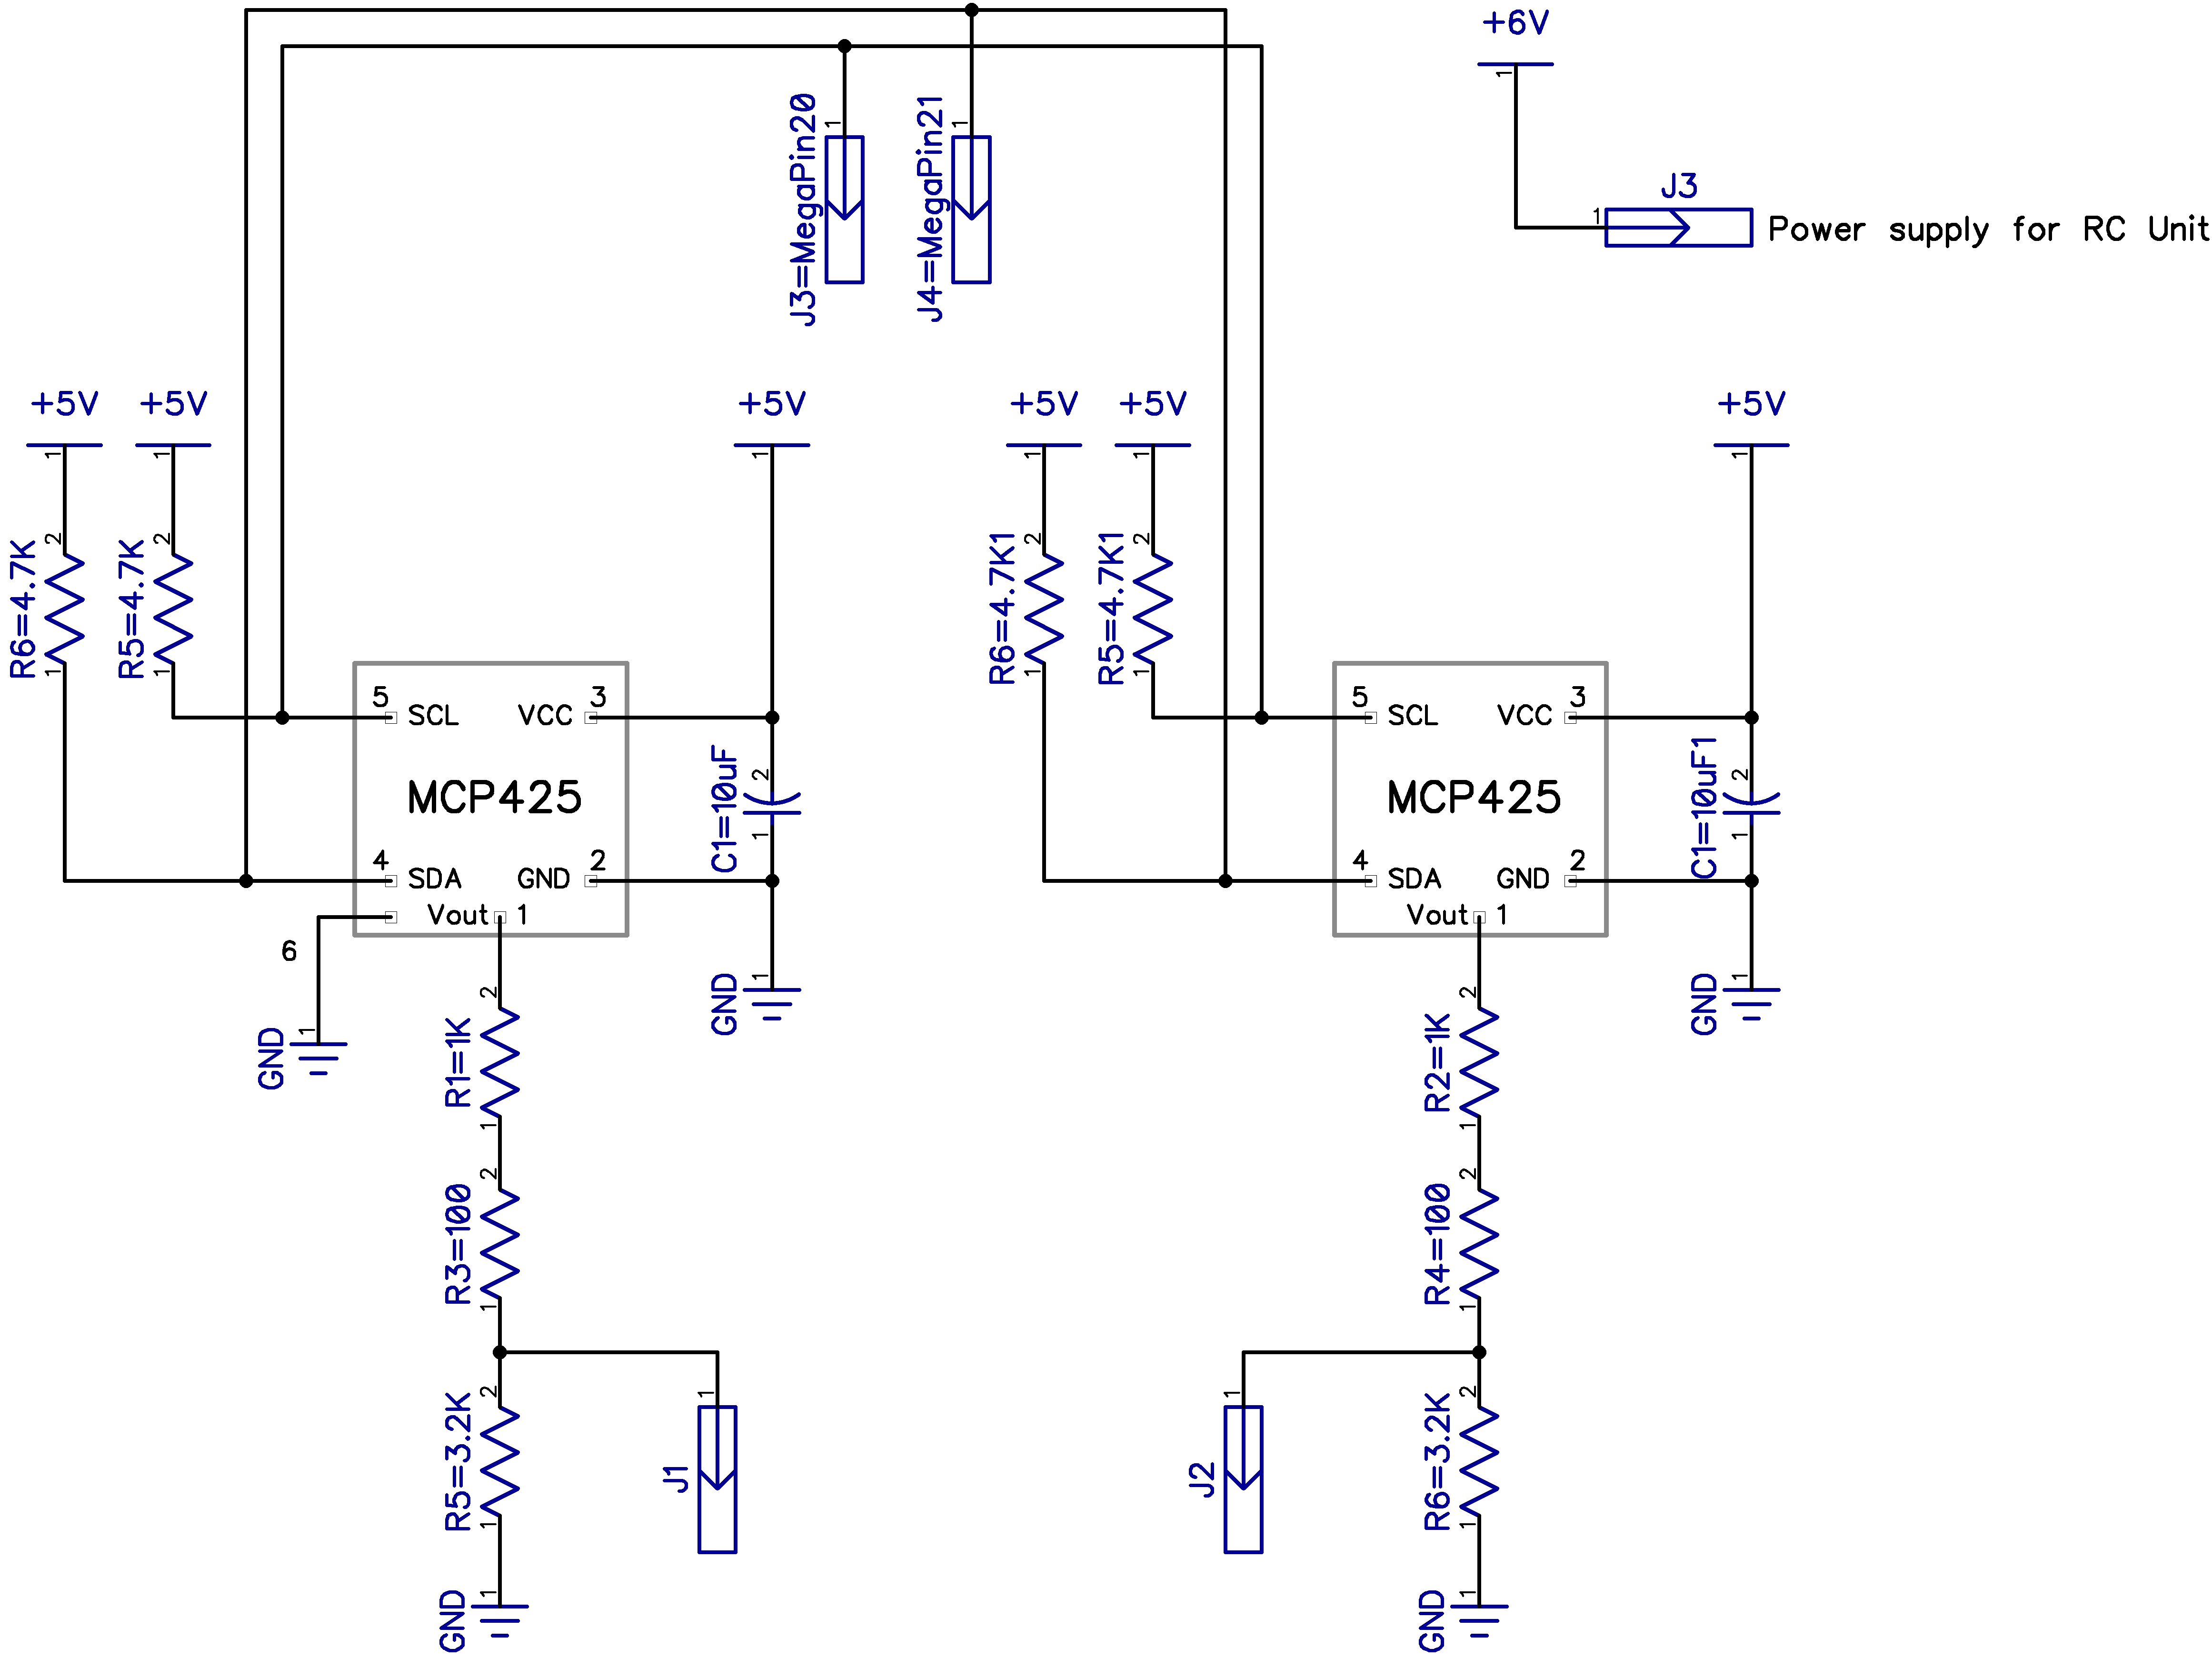 +6V
1
J3=MegaPin20
1
J4=MegaPin21
1
J3
1
Power supply for RC Unit
+5V
+5V
+5V
+5V
+5V
+5V
1
1
1
1
1
1
R6=4.7K
2
1
R5=4.7K
2
1
R6=4.7K1
2
1
R5=4.7K1
2
1
5 SCL
VCC 3
MCP425
4 SDA
GND 2
Vout 1
6
C1=10uF
2
1
GND
1
GND
1
5 SCL
VCC 3
MCP425
4 SDA
GND 2
Vout 1
C1=10uF1
2
1
GND
1
R1=1K
2
1
R2=1K
2
1
R3=100
2
1
R4=100
2
1
R5=3.2K
2
1
J1
1
J2
1
R6=3.2K
2
1
GND
1
GND
1